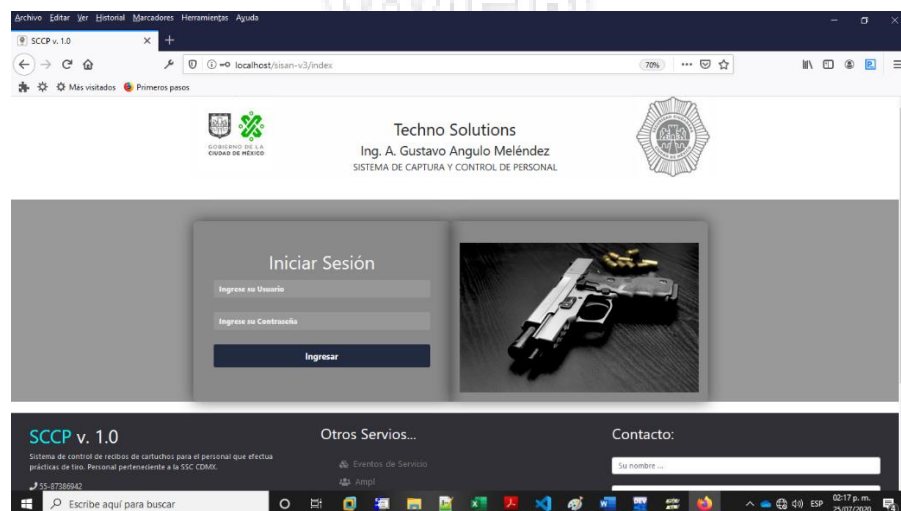 Archivo Editar Ver Historial Marcadores Herramientas Ayuda
SCCP v. 1.0
localhost/sisan-v3/index
70%
Más visitados
Primeros pasos
GOBIERNO DE LA
CIUDAD DE MÉXICO
Techno Solutions
Ing. A. Gustavo Angulo Meléndez
SISTEMA DE CAPTURA Y CONTROL DE PERSONAL
Iniciar Sesión
Ingrese su Usuario
Ingrese su Contraseña
Ingresar
SCCP v. 1.0
Sistema de control de recibos de cartuchos para el personal que efectua
prácticas de tiro. Personal perteneciente a la SSC CDMX.
55-87386942
Otros Servios...
Eventos de Servicio
Ampl
Contacto:
Su nombre ...
Escribe aquí para buscar
ESP
02:17 p. m.
25/07/2020